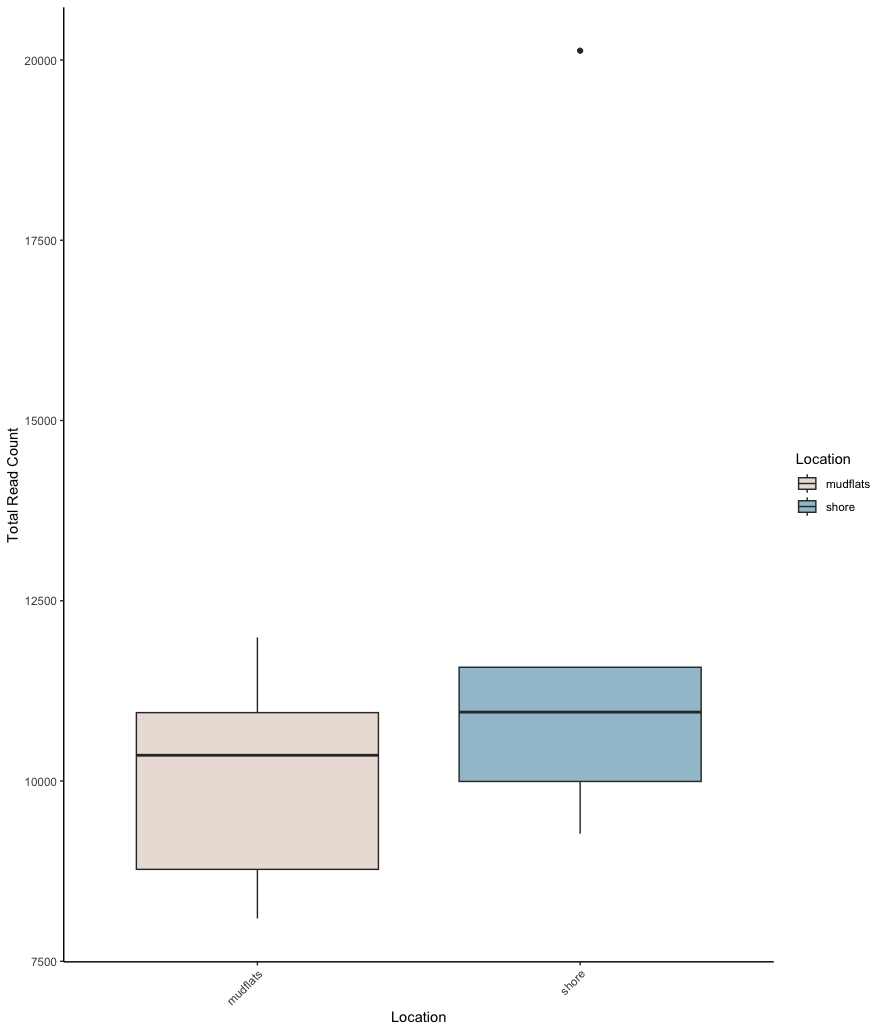 20000
17500
15000
12500
10000
7500
Total Read Count
mudflats
shore
Location
Location
mudflats
shore